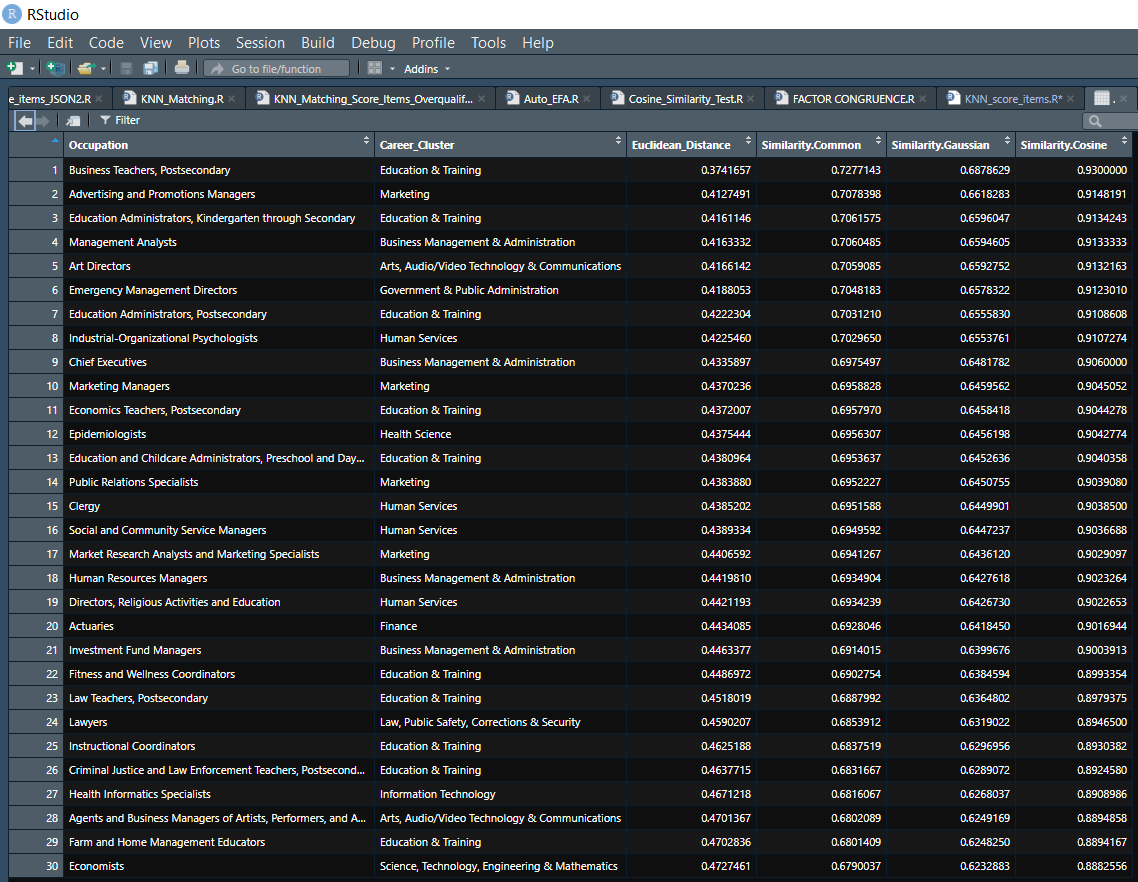 R RStudio
File Edit Code View Plots Session Build Debug Profile Tools Help
Go to file/function Addins
e_items_JSON2.R KNN_Matching.R KNN_Matching_Score_Items_Overqualif... Auto_EFA.R Cosine_Similarity_Test.R FACTOR CONGRUENCE.R KNN_score_items.R* .
Filter
Occupation Career_Cluster Euclidean_Distance Similarity.Common Similarity.Gaussian Similarity.Cosine
1 Business Teachers, Postsecondary Education & Training 0.3741657 0.7277143 0.6878629 0.9300000
2 Advertising and Promotions Managers Marketing 0.4127491 0.7078398 0.6618283 0.9148191
3 Education Administrators, Kindergarten through Secondary Education & Training 0.4161146 0.7061575 0.6596047 0.9134243
4 Management Analysts Business Management & Administration 0.4163332 0.7060485 0.6594605 0.9133333
5 Art Directors Arts, Audio/Video Technology & Communications 0.4166142 0.7059085 0.6592752 0.9132163
6 Emergency Management Directors Government & Public Administration 0.4188053 0.7048183 0.6578322 0.9123010
7 Education Administrators, Postsecondary Education & Training 0.4222304 0.7031210 0.6555830 0.9108608
8 Industrial-Organizational Psychologists Human Services 0.4225460 0.7029650 0.6553761 0.9107274
9 Chief Executives Business Management & Administration 0.4335897 0.6975497 0.6481782 0.9060000
10 Marketing Managers Marketing 0.4370236 0.6958828 0.6459562 0.9045052
11 Economics Teachers, Postsecondary Education & Training 0.4372007 0.6957970 0.6458418 0.9044278
12 Epidemiologists Health Science 0.4375444 0.6956307 0.6456198 0.9042774
13 Education and Childcare Administrators, Preschool and Day... Education & Training 0.4380964 0.6953637 0.6452636 0.9040358
14 Public Relations Specialists Marketing 0.4383880 0.6952227 0.6450755 0.9039080
15 Clergy Human Services 0.4385202 0.6951588 0.6449901 0.9038500
16 Social and Community Service Managers Human Services 0.4389334 0.6949592 0.6447237 0.9036688
17 Market Research Analysts and Marketing Specialists Marketing 0.4406592 0.6941267 0.6436120 0.9029097
18 Human Resources Managers Business Management & Administration 0.4419810 0.6934904 0.6427618 0.9023264
19 Directors, Religious Activities and Education Human Services 0.4421193 0.6934239 0.6426730 0.9022653
20 Actuaries Finance 0.4434085 0.6928046 0.6418450 0.9016944
21 Investment Fund Managers Business Management & Administration 0.4463377 0.6914015 0.6399676 0.9003913
22 Fitness and Wellness Coordinators Education & Training 0.4486972 0.6902754 0.6384594 0.8993354
23 Law Teachers, Postsecondary Education & Training 0.4518019 0.6887992 0.6364802 0.8979375
24 Lawyers Law, Public Safety, Corrections & Security 0.4590207 0.6853912 0.6319022 0.8946500
25 Instructional Coordinators Education & Training 0.4625188 0.6837519 0.6296956 0.8930382
26 Criminal Justice and Law Enforcement Teachers, Postsecond... Education & Training 0.4637715 0.6831667 0.6289072 0.8924580
27 Health Informatics Specialists Information Technology 0.4671218 0.6816067 0.6268037 0.8908986
28 Agents and Business Managers of Artists, Performers, and A... Arts, Audio/Video Technology & Communications 0.4701367 0.6802089 0.6249169 0.8894858
29 Farm and Home Management Educators Education & Training 0.4702836 0.6801409 0.6248250 0.8894167
30 Economists Science, Technology, Engineering & Mathematics 0.4727461 0.6790037 0.6232883 0.8882556